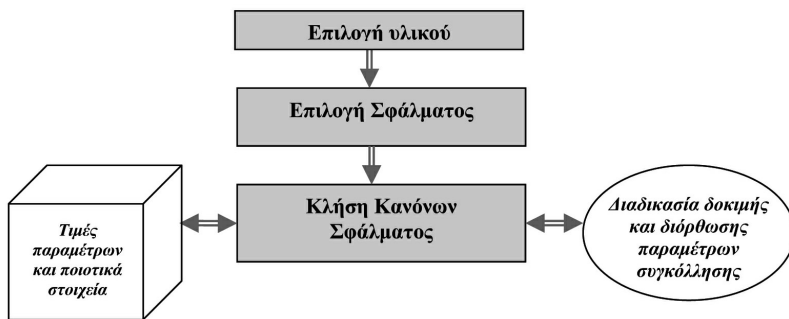 Επιλογή υλικού
Επιλογή Σφάλματος
Κλήση Κανόνων
Σφάλματος
Τιμές
παραμέτρων
και ποιοτικά
στοιχεία
Διαδικασία δοκιμής
και διόρθωσης
παραμέτρων
συγκόλλησης